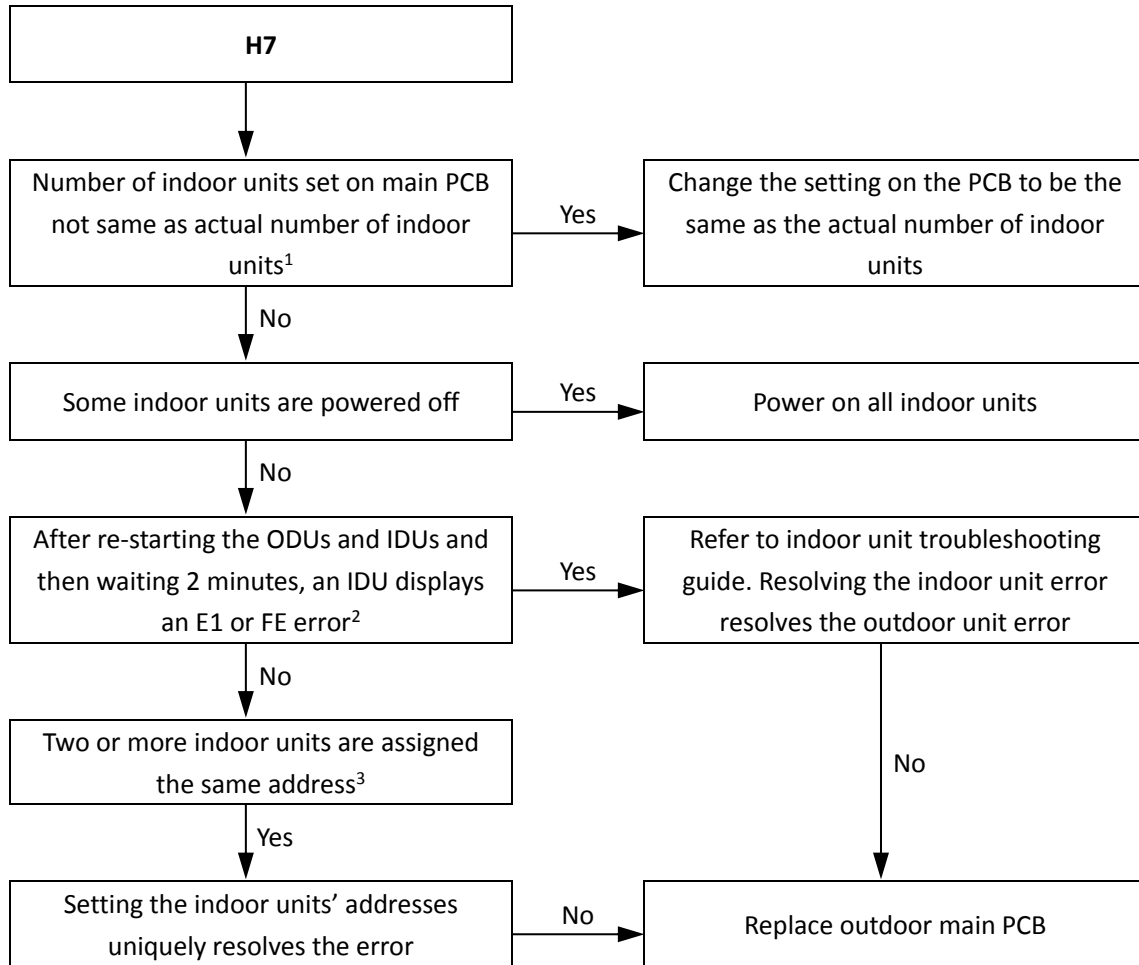 H7
Number of indoor units set on main PCB
not same as actual number of indoor
units¹
Yes
Change the setting on the PCB to be the
same as the actual number of indoor
units
No
Some indoor units are powered off
Yes
Power on all indoor units
No
After re-starting the ODUs and IDUs and
then waiting 2 minutes, an IDU displays
an E1 or FE error²
Yes
Refer to indoor unit troubleshooting
guide. Resolving the indoor unit error
resolves the outdoor unit error
No
Two or more indoor units are assigned
the same address³
No
Yes
Setting the indoor units’ addresses
uniquely resolves the error
No
Replace outdoor main PCB